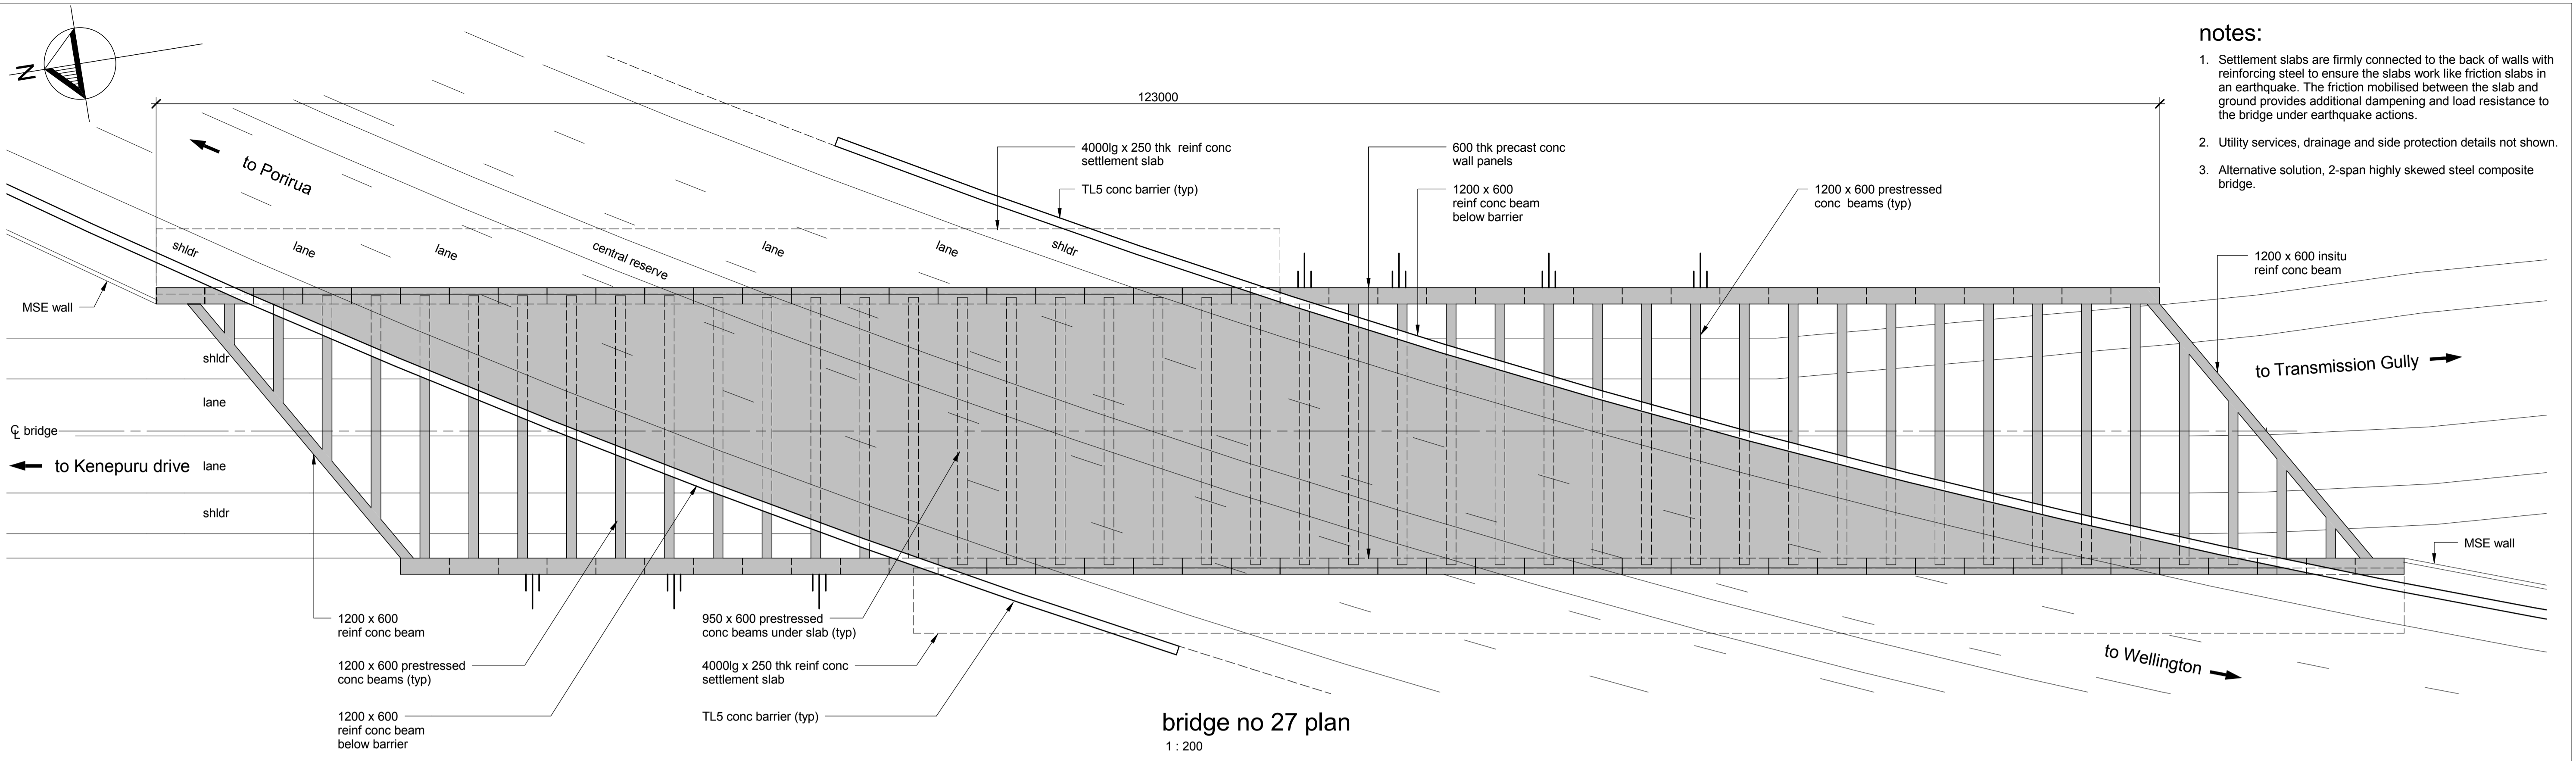 N
notes:
1. Settlement slabs are firmly connected to the back of walls with
reinforcing steel to ensure the slabs work like friction slabs in
an earthquake. The friction mobilised between the slab and
ground provides additional dampening and load resistance to
the bridge under earthquake actions.
2. Utility services, drainage and side protection details not shown.
3. Alternative solution, 2-span highly skewed steel composite
bridge.
123000
to Porirua
4000lg x 250 thk reinf conc
settlement slab
TL5 conc barrier (typ)
600 thk precast conc
wall panels
1200 x 600
reinf conc beam
below barrier
1200 x 600 prestressed
conc beams (typ)
1200 x 600 insitu
reinf conc beam
shldr
lane
lane
central reserve
lane
lane
shldr
MSE wall
shldr
lane
℄ bridge
to Kenepuru drive
lane
shldr
to Transmission Gully
MSE wall
1200 x 600
reinf conc beam
1200 x 600 prestressed
conc beams (typ)
1200 x 600
reinf conc beam
below barrier
950 x 600 prestressed
conc beams under slab (typ)
4000lg x 250 thk reinf conc
settlement slab
TL5 conc barrier (typ)
to Wellington
bridge no 27 plan
1 : 200